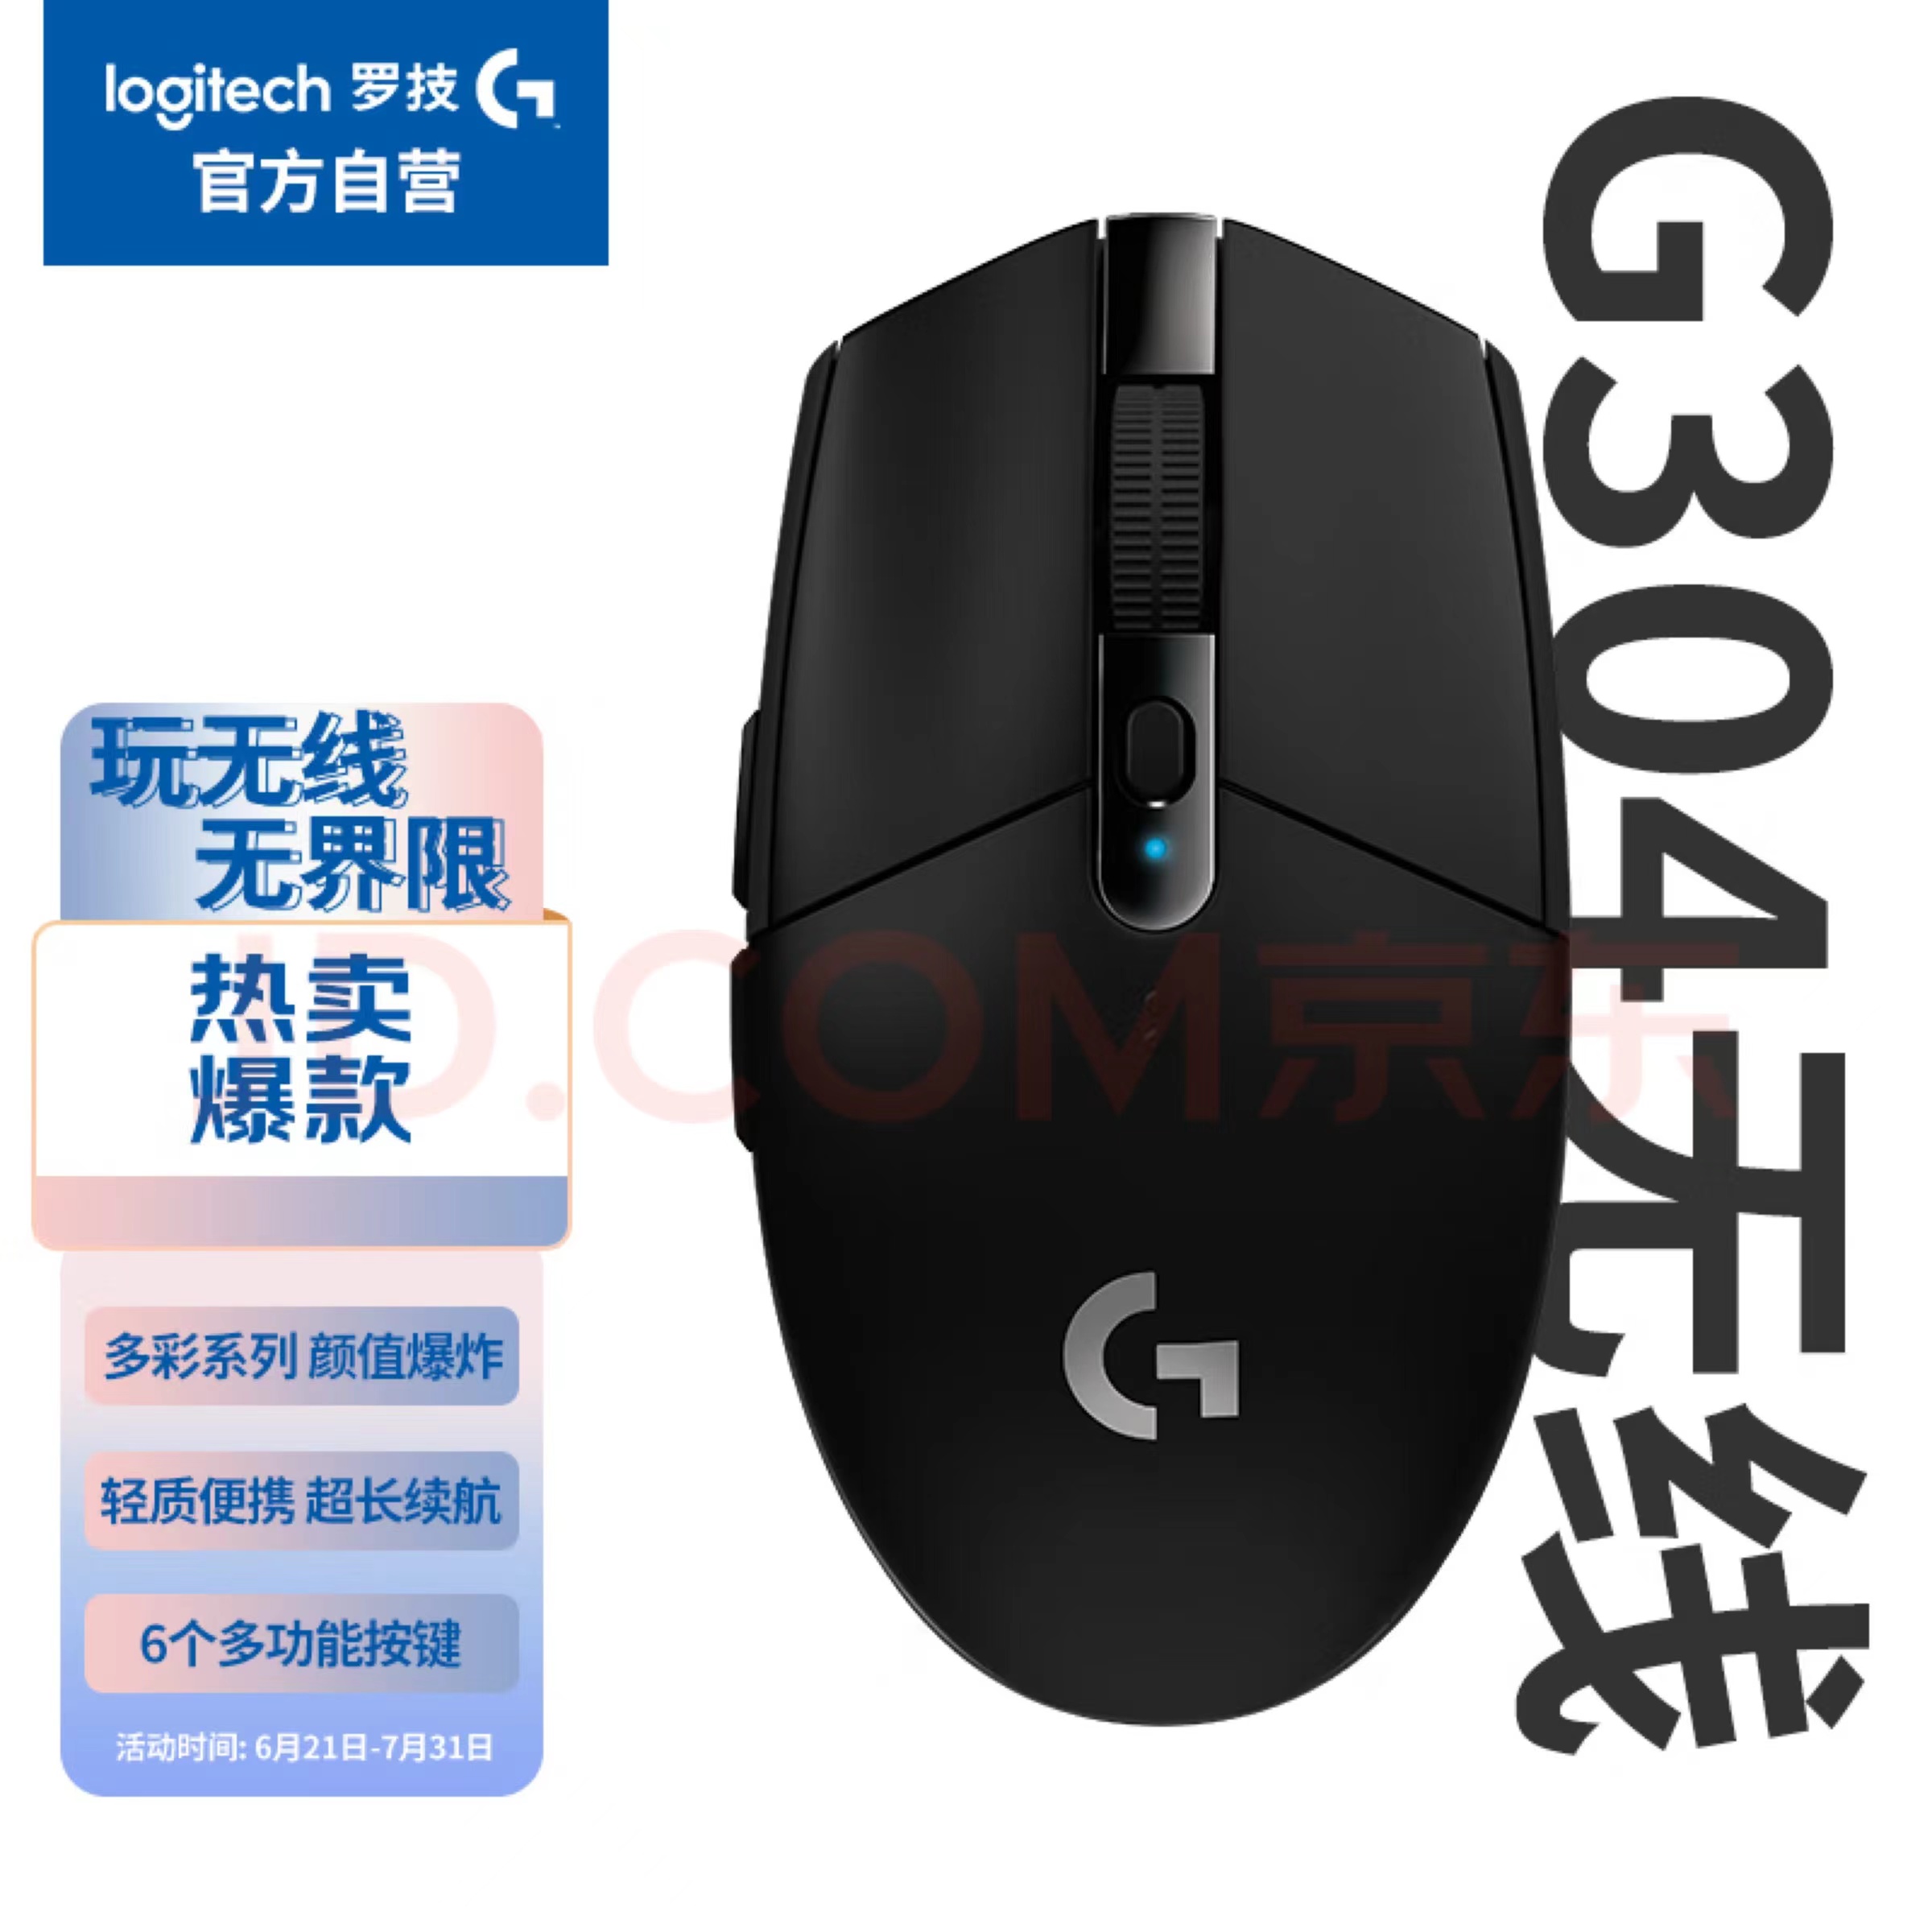 logitech 罗技 G
官方自营
G304无线
玩无线
无界限
热卖
爆款
JD.COM京东
多彩系列 颜值爆炸
轻质便携 超长续航
6个多功能按键
活动时间: 6月21日-7月31日